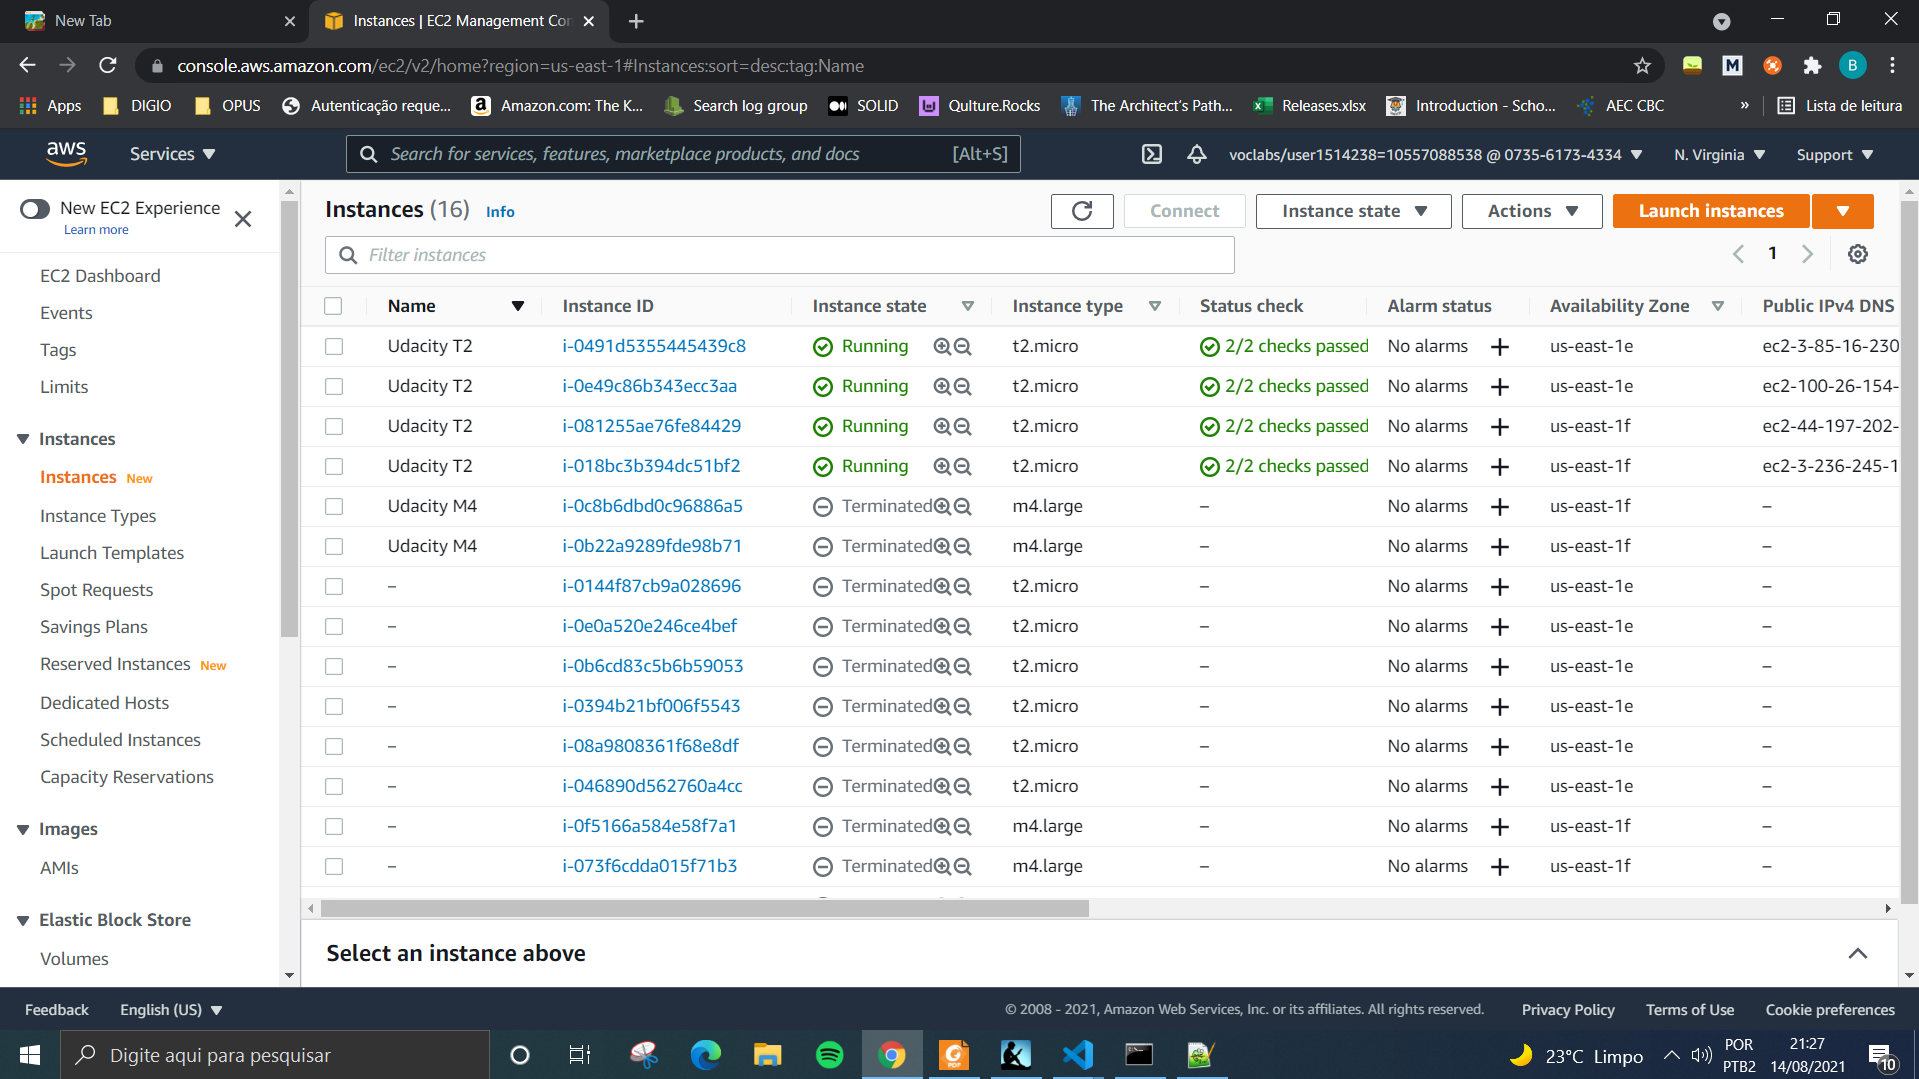 New Tab
Instances | EC2 Management Con
console.aws.amazon.com/ec2/v2/home?region=us-east-1#Instances:sort=desc:tag:Name
M
B
Apps DIGIO OPUS Autenticação reque... Amazon.com: The K... Search log group SOLID Qulture.Rocks The Architect's Path... Releases.xlsx Introduction - Scho... AEC CBC » Lista de leitura
aws Services Search for services, features, marketplace products, and docs [Alt+S] voclabs/user1514238=10557088538 @ 0735-6173-4334 N. Virginia Support
New EC2 Experience
Learn more
EC2 Dashboard
Events
Tags
Limits
Instances
Instances New
Instance Types
Launch Templates
Spot Requests
Savings Plans
Reserved Instances New
Dedicated Hosts
Scheduled Instances
Capacity Reservations
Images
AMIs
Elastic Block Store
Volumes
Instances (16) Info Connect Instance state Actions Launch instances
Filter instances
1
Name Instance ID Instance state Instance type Status check Alarm status Availability Zone Public IPv4 DNS
Udacity T2 i-0491d5355445439c8 Running t2.micro 2/2 checks passed No alarms + us-east-1e ec2-3-85-16-230
Udacity T2 i-0e49c86b343ecc3aa Running t2.micro 2/2 checks passed No alarms + us-east-1e ec2-100-26-154-
Udacity T2 i-081255ae76fe84429 Running t2.micro 2/2 checks passed No alarms + us-east-1f ec2-44-197-202-
Udacity T2 i-018bc3b394dc51bf2 Running t2.micro 2/2 checks passed No alarms + us-east-1f ec2-3-236-245-1
Udacity M4 i-0c8b6dbd0c96886a5 Terminated m4.large – No alarms + us-east-1f –
Udacity M4 i-0b22a9289fde98b71 Terminated m4.large – No alarms + us-east-1f –
– i-0144f87cb9a028696 Terminated t2.micro – No alarms + us-east-1e –
– i-0e0a520e246ce4bef Terminated t2.micro – No alarms + us-east-1e –
– i-0b6cd83c5b6b59053 Terminated t2.micro – No alarms + us-east-1e –
– i-0394b21bf006f5543 Terminated t2.micro – No alarms + us-east-1e –
– i-08a9808361f68e8df Terminated t2.micro – No alarms + us-east-1e –
– i-046890d562760a4cc Terminated t2.micro – No alarms + us-east-1e –
– i-0f5166a584e58f7a1 Terminated m4.large – No alarms + us-east-1f –
– i-073f6cdda015f71b3 Terminated m4.large – No alarms + us-east-1f –
Select an instance above
Feedback English (US) © 2008 - 2021, Amazon Web Services, Inc. or its affiliates. All rights reserved. Privacy Policy Terms of Use Cookie preferences
Digite aqui para pesquisar
PDF
23°C Limpo
POR
PTB2
21:27
14/08/2021
10